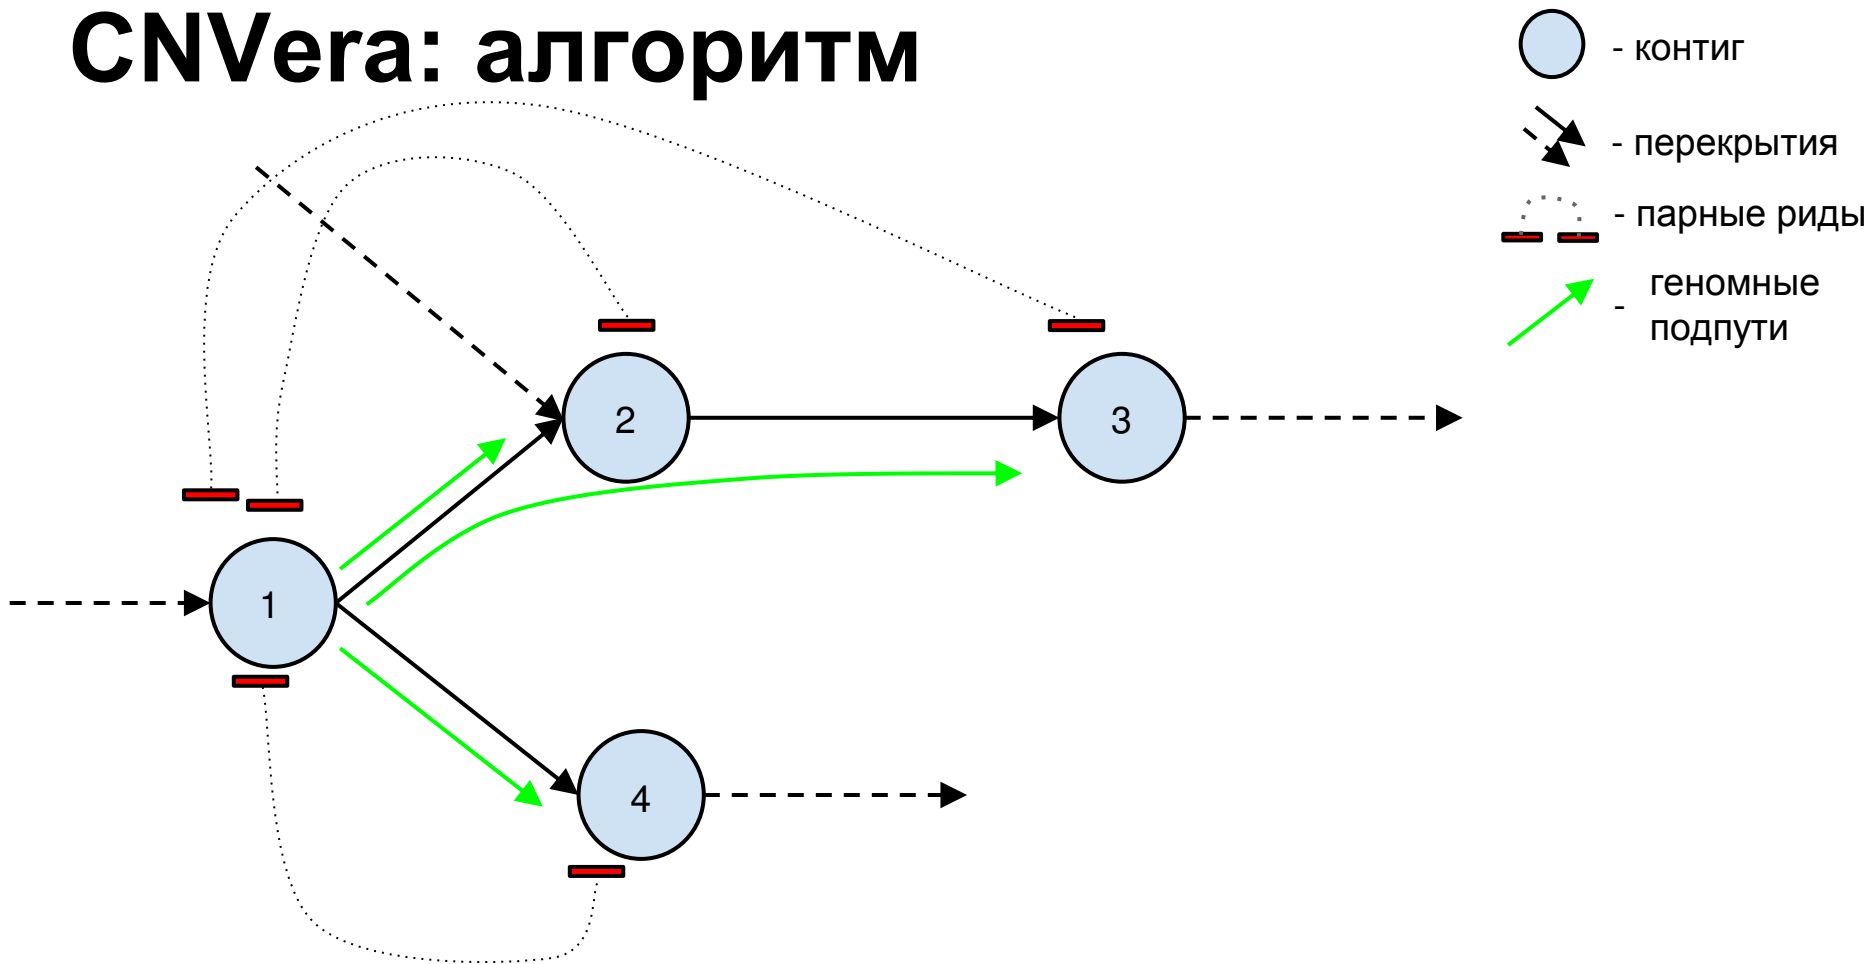 CNVera: алгоритм
- контиг
- перекрытия
- парные риды
- геномные
подпути
2
3
1
4